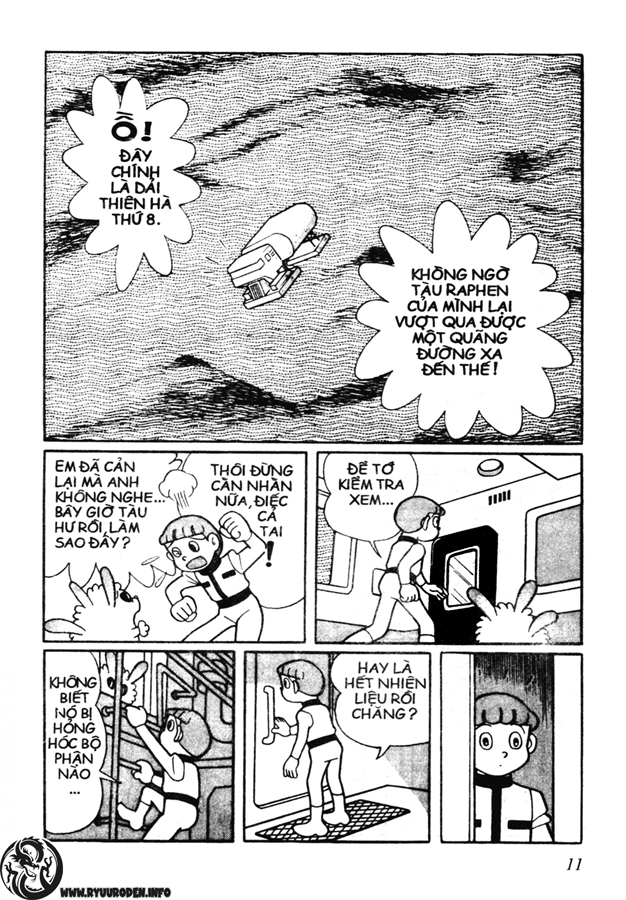 Ồ!
ĐÂY
CHÍNH
LÀ DẢI
THIÊN HÀ
THỨ 8.
KHÔNG NGỜ
TÀU RAPHEN
CỦA MÌNH LẠI
VƯỢT QUA ĐƯỢC
MỘT QUÃNG
ĐƯỜNG XA
ĐẾN THẾ!
EM ĐÃ CẢN
LẠI MÀ ANH
KHÔNG NGHE...
BÂY GIỜ TÀU
HƯ RỒI, LÀM
SAO ĐÂY?
THÔI ĐỪNG
CẰN NHẰN
NỮA, ĐIẾC
CẢ
TAI
!
ĐỂ TỚ
KIỂM TRA
XEM...
KHÔNG
BIẾT
NÓ BỊ
HỎNG
HÓC BỘ
PHẬN
NÀO
...
HAY LÀ
HẾT NHIÊN
LIỆU RỒI
CHĂNG?
11
WWW.RYUURODEN.INFO